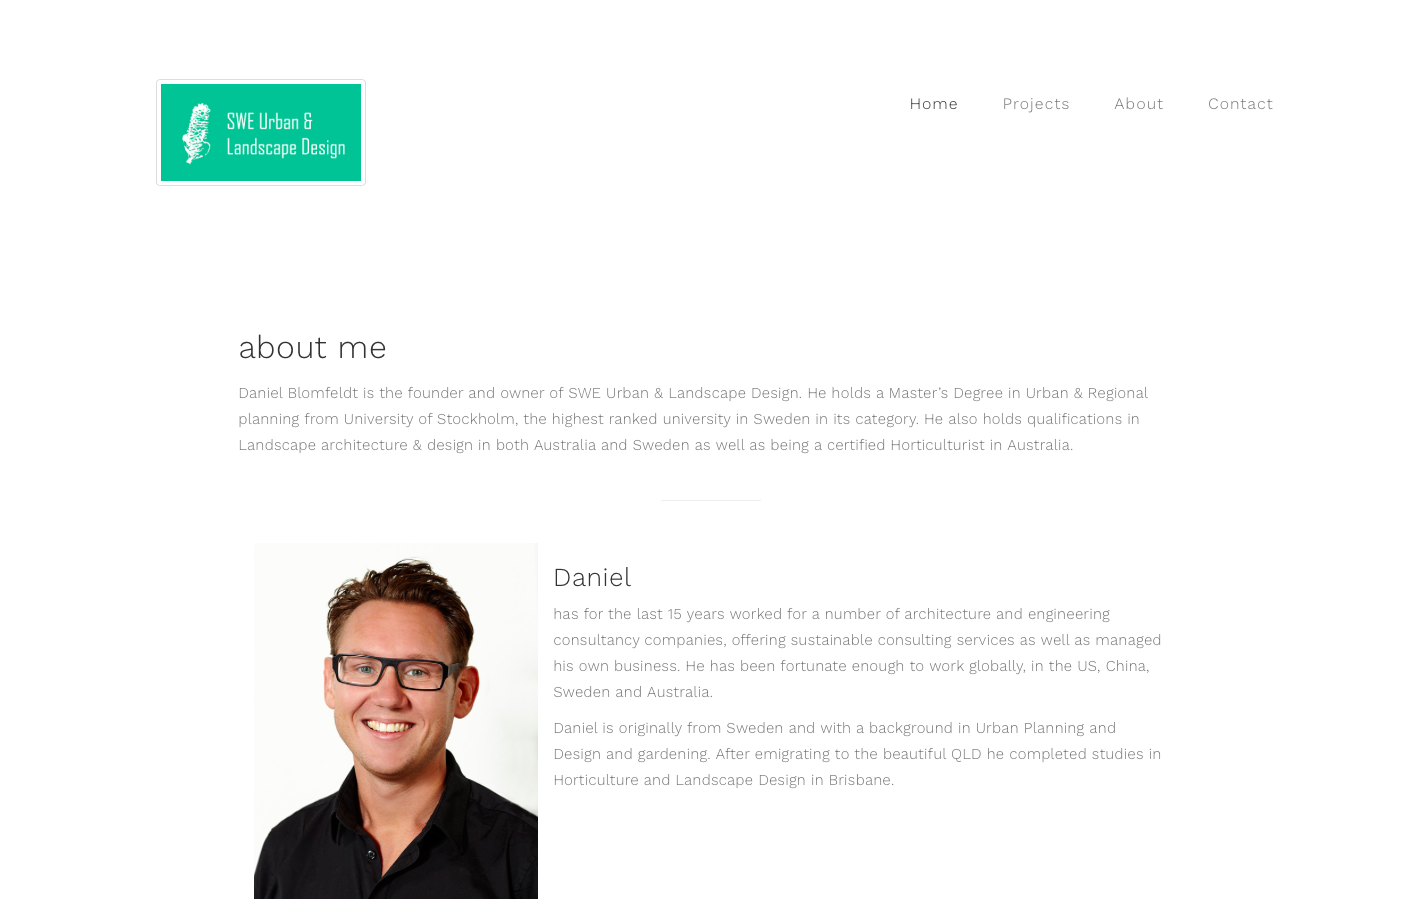 SWE Urban &
Landscape Design
Home Projects About Contact
about me
Daniel Blomfeldt is the founder and owner of SWE Urban & Landscape Design. He holds a Master’s Degree in Urban & Regional
planning from University of Stockholm, the highest ranked university in Sweden in its category. He also holds qualifications in
Landscape architecture & design in both Australia and Sweden as well as being a certified Horticulturist in Australia.
Daniel
has for the last 15 years worked for a number of architecture and engineering
consultancy companies, offering sustainable consulting services as well as managed
his own business. He has been fortunate enough to work globally, in the US, China,
Sweden and Australia.
Daniel is originally from Sweden and with a background in Urban Planning and
Design and gardening. After emigrating to the beautiful QLD he completed studies in
Horticulture and Landscape Design in Brisbane.